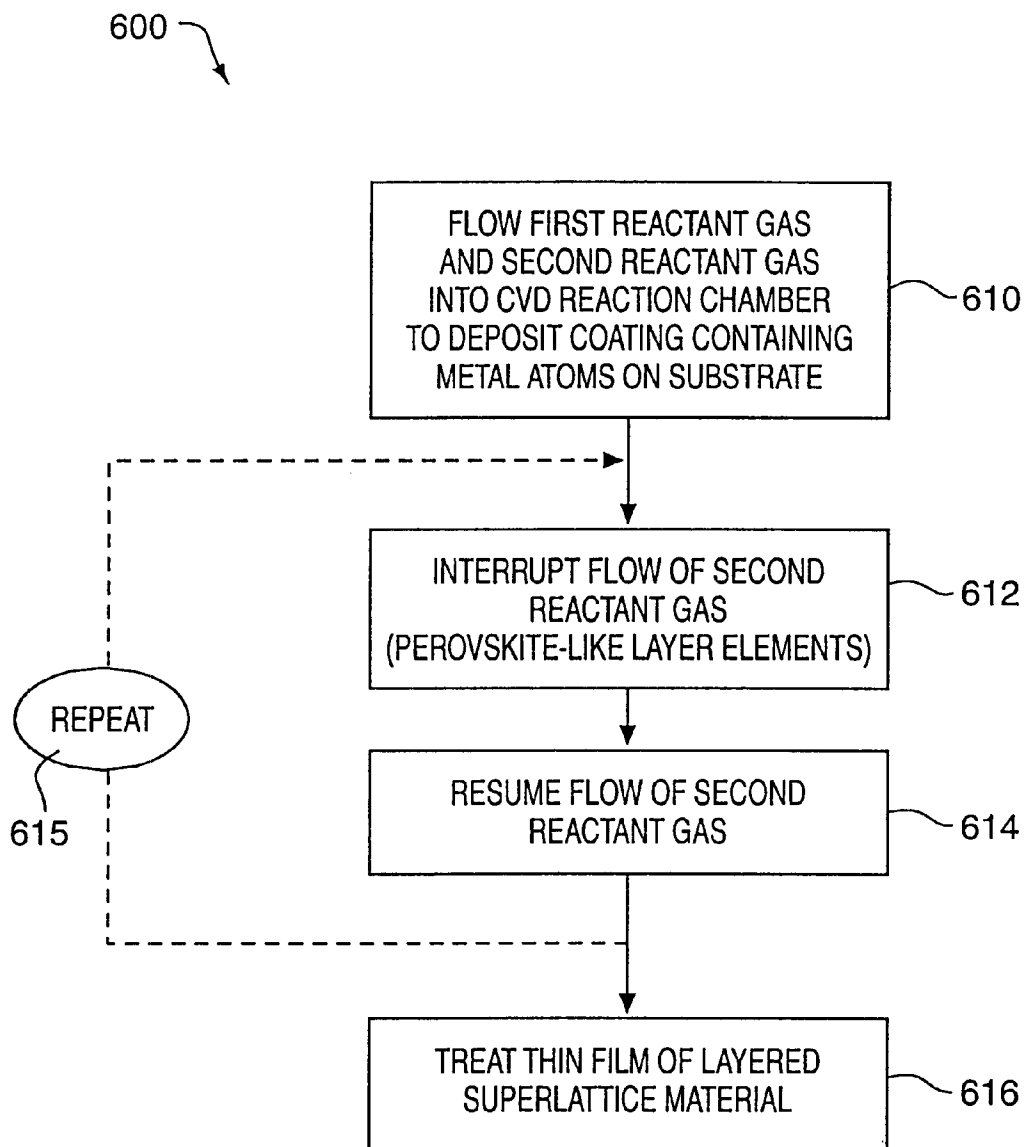 600
FLOW FIRST REACTANT GAS
AND SECOND REACTANT GAS
INTO CVD REACTION CHAMBER
TO DEPOSIT COATING CONTAINING
METAL ATOMS ON SUBSTRATE
610
INTERRUPT FLOW OF SECOND
REACTANT GAS
(PEROVSKITE-LIKE LAYER ELEMENTS)
612
REPEAT
615
RESUME FLOW OF SECOND
REACTANT GAS
614
TREAT THIN FILM OF LAYERED
SUPERLATTICE MATERIAL
616